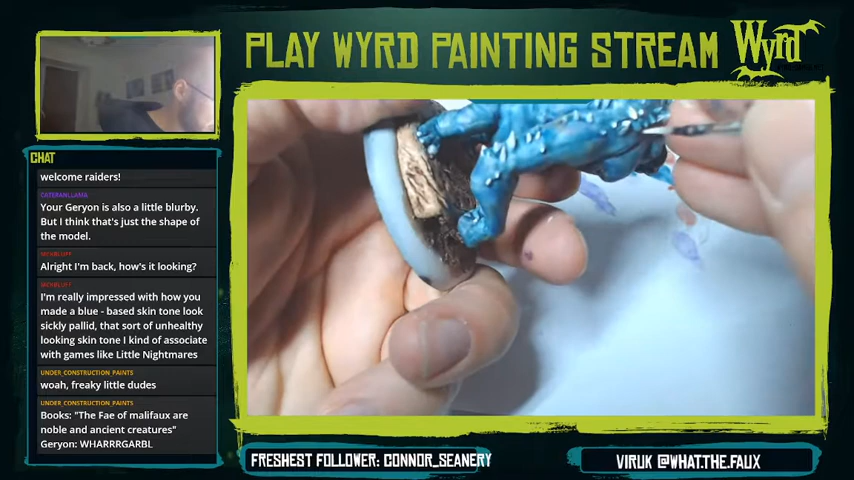 PLAY WYRD PAINTING STREAM
Wyrd
CHAT
welcome raiders!
CATERANLLAMA
Your Geryon is also a little blurby.
But I think that's just the shape of
the model.
Alright I'm back, how's it looking?
I'm really impressed with how you
made a blue - based skin tone look
sickly pallid, that sort of unhealthy
looking skin tone I kind of associate
with games like Little Nightmares
UNDER_CONSTRUCTION_PAINTS
woah, freaky little dudes
UNDER_CONSTRUCTION_PAINTS
Books: "The Fae of malifaux are
noble and ancient creatures"
Geryon: WHARRRGARBL
FRESHEST FOLLOWER: CONNOR_SEANERY
VIRUK @WHAT.THE.FAUX